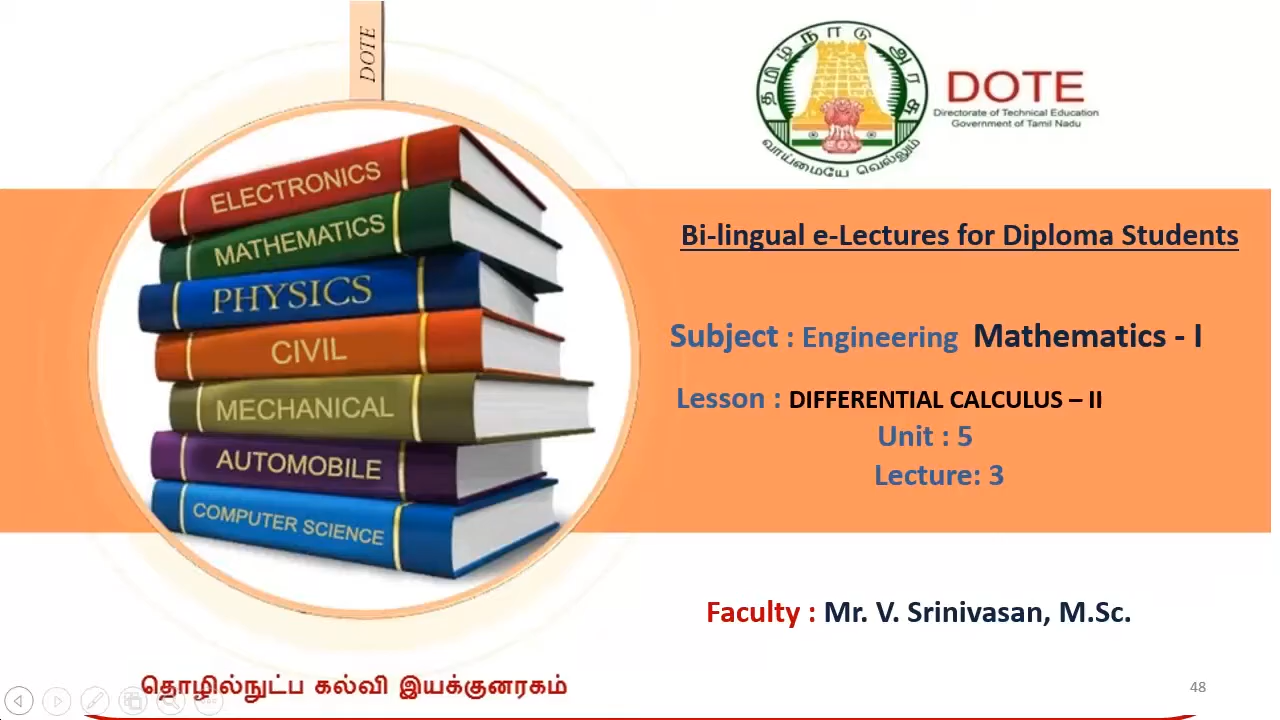 DOTE
தமிழ்நாடு அரசு
வாய்மையே வெல்லும்
DOTE
Directorate of Technical Education
Government of Tamil Nadu
ELECTRONICS
MATHEMATICS
PHYSICS
CIVIL
MECHANICAL
AUTOMOBILE
COMPUTER SCIENCE
Bi-lingual e-Lectures for Diploma Students
Subject : Engineering Mathematics - I
Lesson : DIFFERENTIAL CALCULUS – II
Unit : 5
Lecture: 3
Faculty : Mr. V. Srinivasan, M.Sc.
தொழில்நுட்ப கல்வி இயக்குனரகம்
48